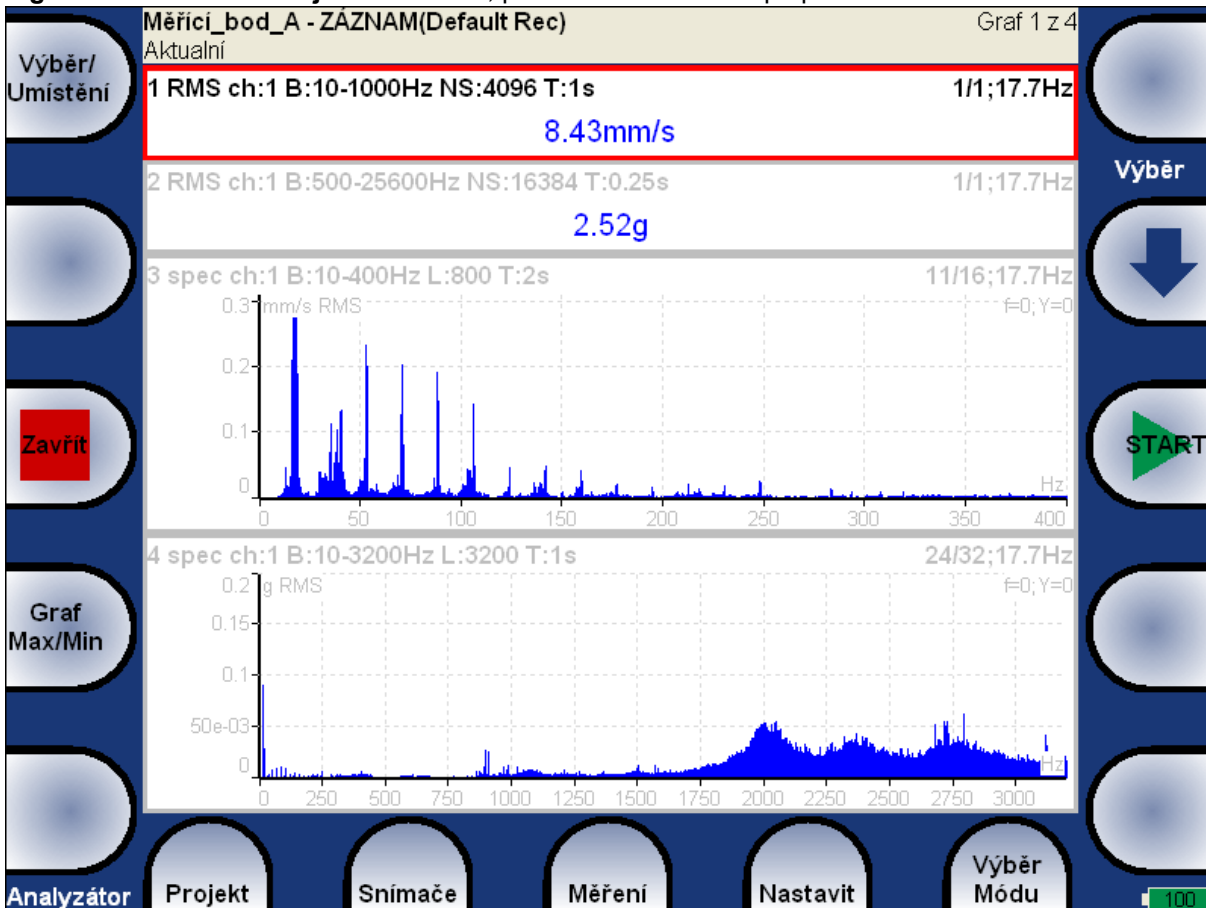 Měřící_bod_A - ZÁZNAM(Default Rec) Graf 1 z 4
Aktualní
Výběr/
Umístění
1 RMS ch:1 B:10-1000Hz NS:4096 T:1s 1/1;17.7Hz
8.43mm/s
2 RMS ch:1 B:500-25600Hz NS:16384 T:0.25s 1/1;17.7Hz
2.52g
Výběr
3 spec ch:1 B:10-400Hz L:800 T:2s 11/16;17.7Hz
0.3 mm/s RMS f=0;Y=0
0.2
0.1
0 Hz
0 50 100 150 200 250 300 350 400
Zavřít
START
4 spec ch:1 B:10-3200Hz L:3200 T:1s 24/32;17.7Hz
0.2 g RMS f=0;Y=0
0.15
0.1
50e-03
0 Hz
0 250 500 750 1000 1250 1500 1750 2000 2250 2500 2750 3000
Graf
Max/Min
Analyzátor
Projekt
Snímače
Měření
Nastavit
Výběr
Módu
100